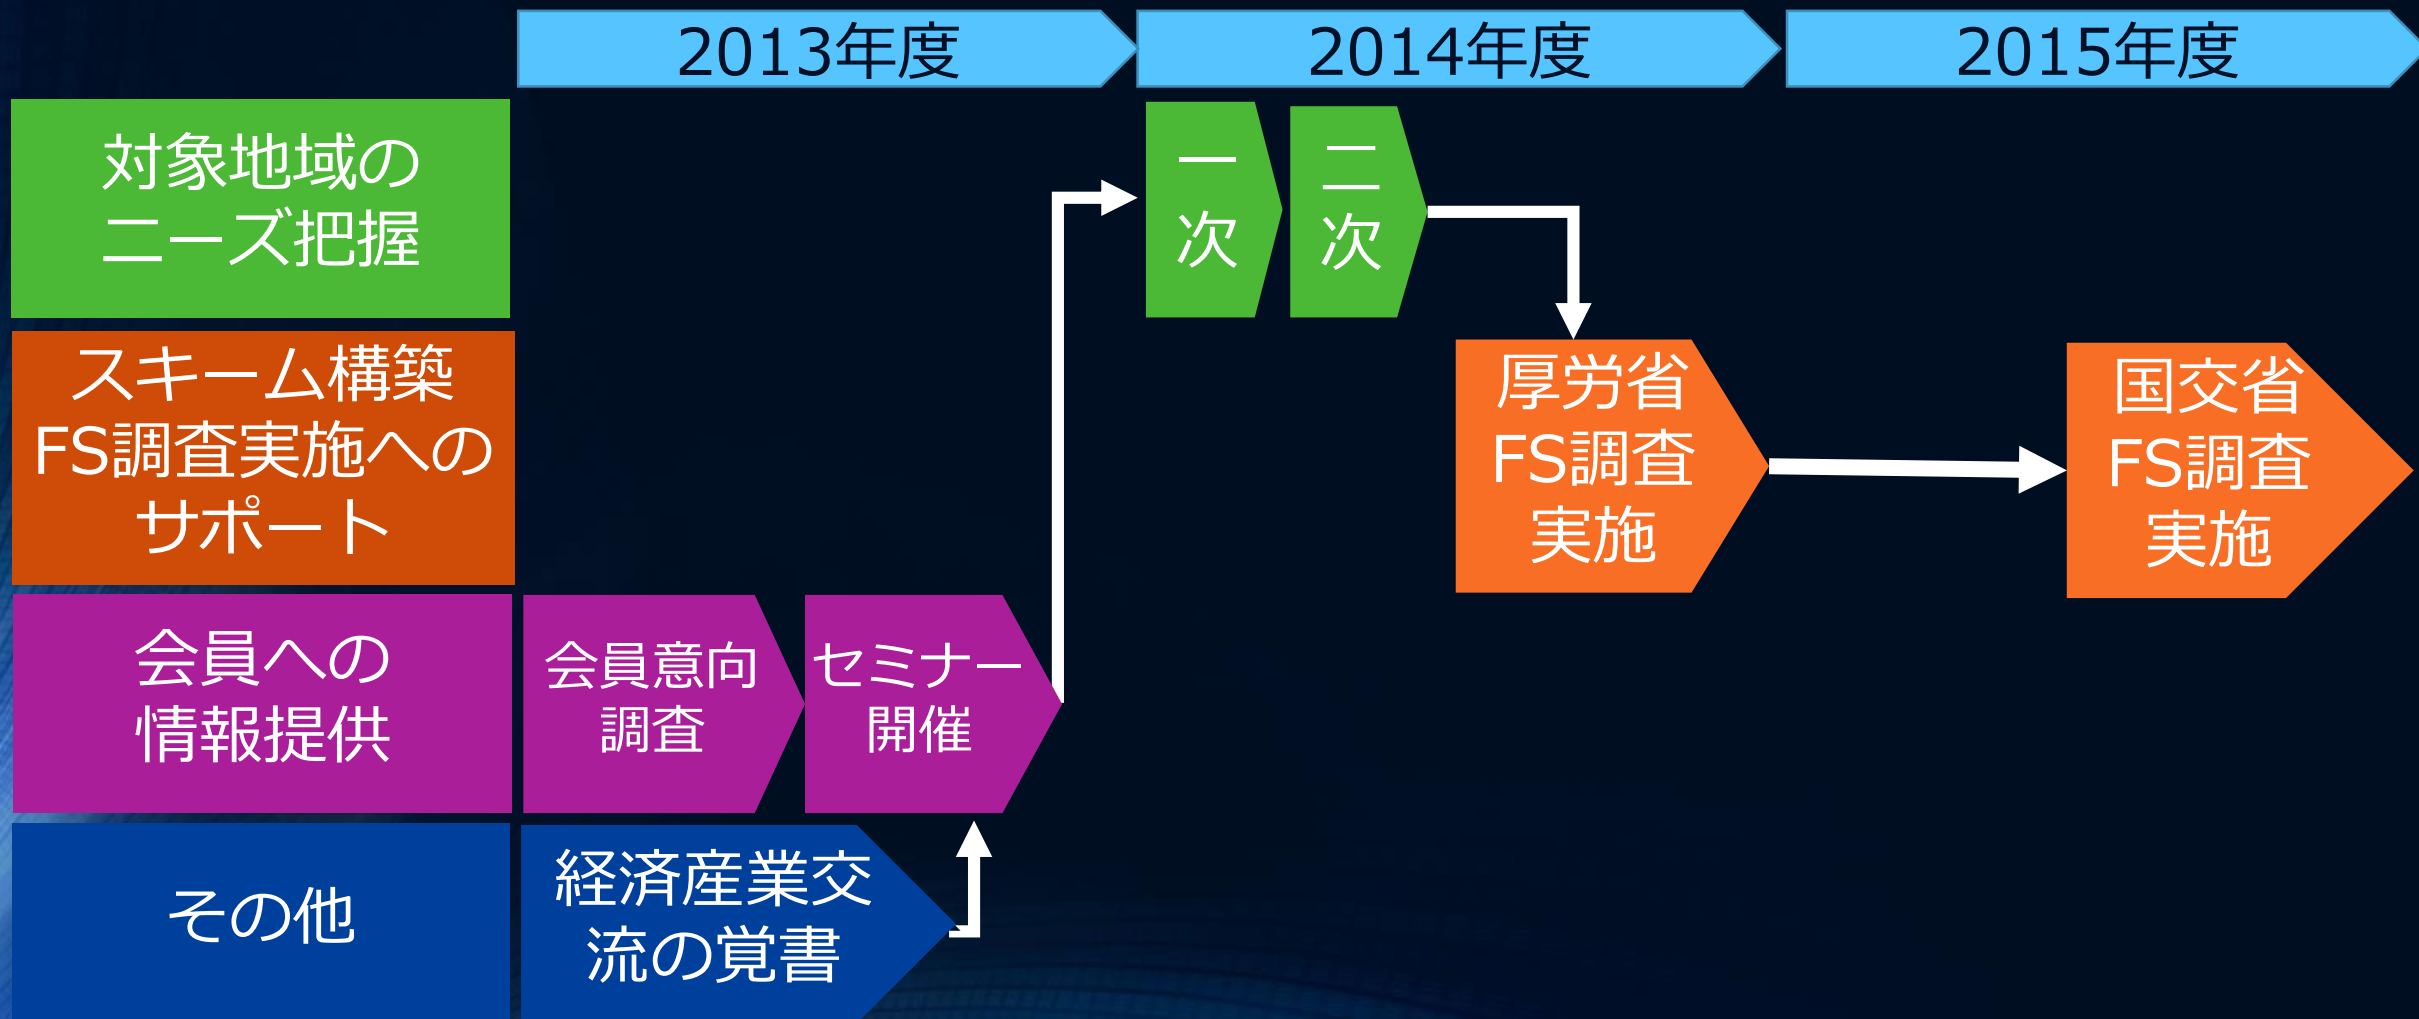 2013年度
2014年度
2015年度
対象地域の
ニーズ把握
一
次
二
次
スキーム構築
FS調査実施への
サポート
厚労省
FS調査
実施
国交省
FS調査
実施
会員への
情報提供
会員意向
調査
セミナー
開催
その他
経済産業交
流の覚書